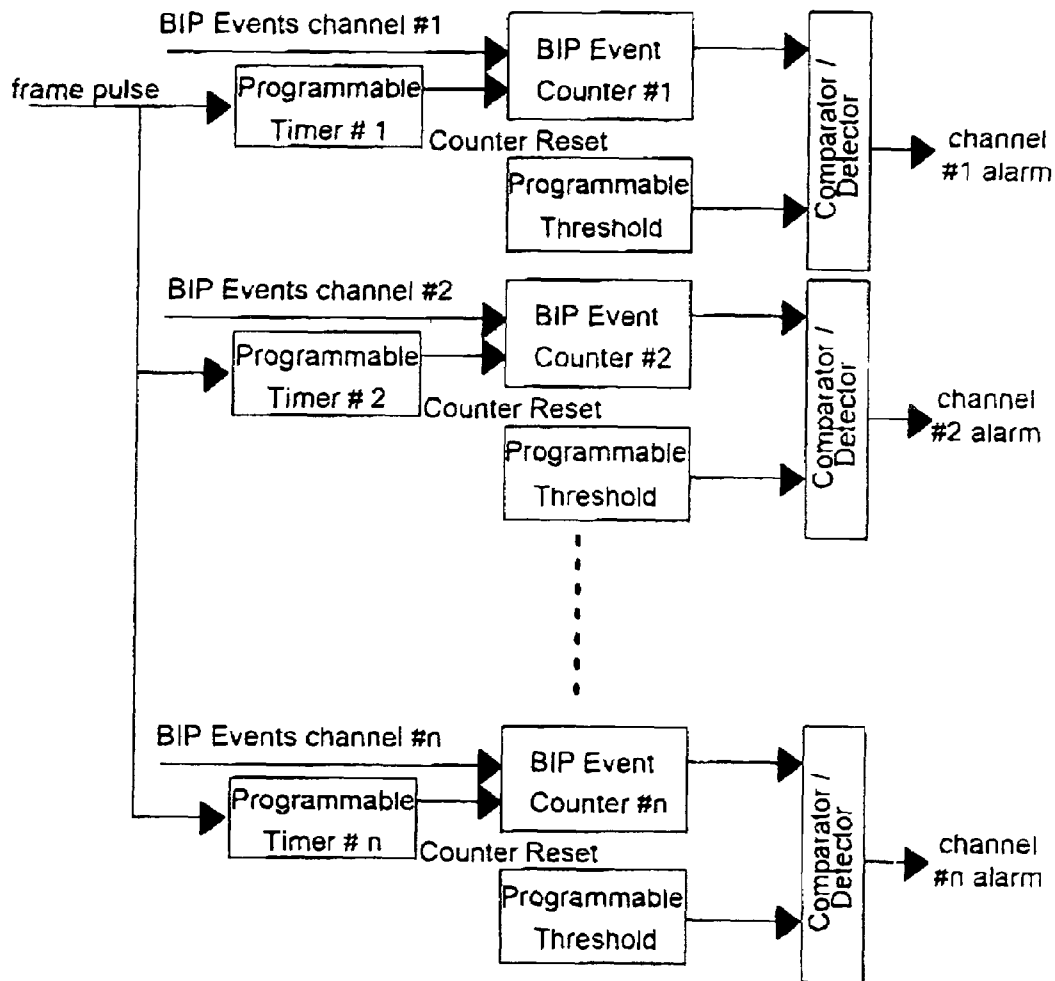 BIP Events channel #1
BIP Event
Counter #1
frame pulse
Programmable
Timer # 1
Counter Reset
Programmable
Threshold
Comparator /
Detector
channel
#1 alarm
BIP Events channel #2
BIP Event
Counter #2
Programmable
Timer # 2
Counter Reset
Programmable
Threshold
Comparator /
Detector
channel
#2 alarm
BIP Events channel #n
BIP Event
Counter #n
Programmable
Timer # n
Counter Reset
Programmable
Threshold
Comparator /
Detector
channel
#n alarm